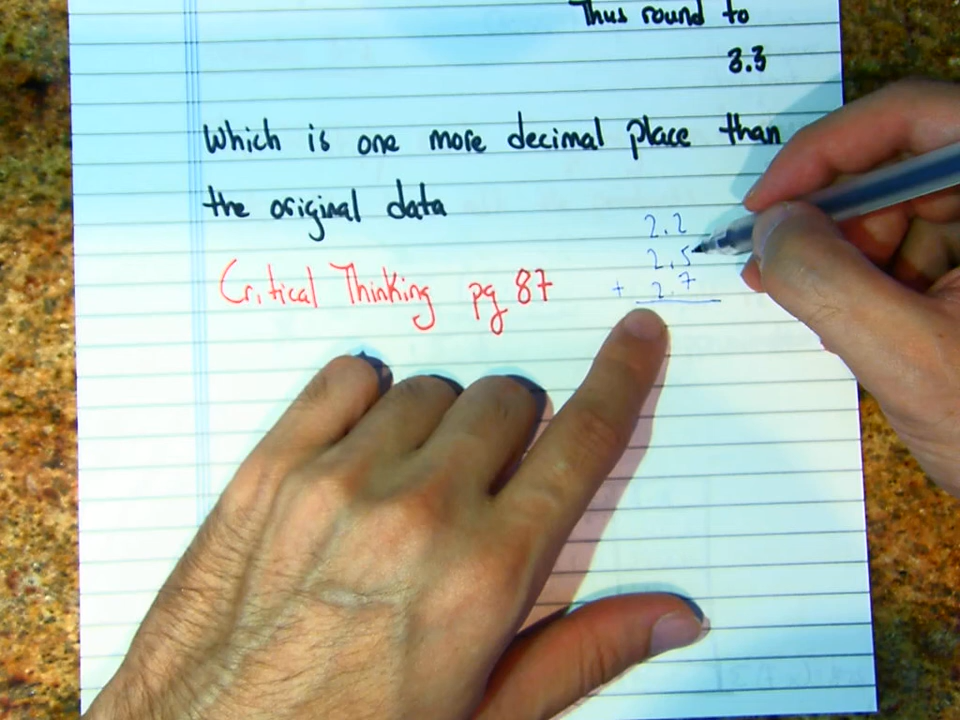 Thus round to
3.3
Which is one more decimal place than
the original data
2.2
2.5
Critical Thinking pg 87
+ 2.7